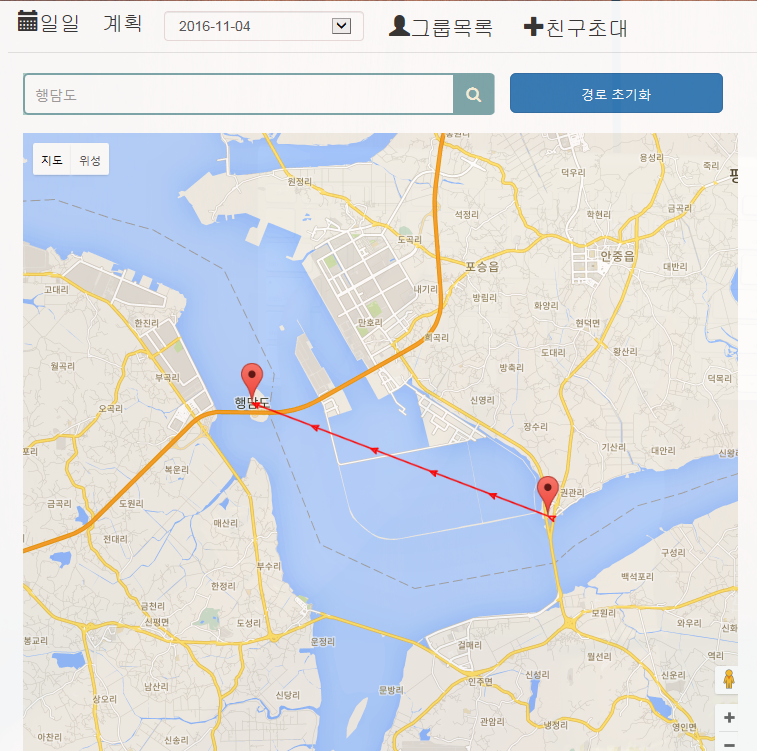 일일 계획 2016-11-04 그룹목록 친구초대
행담도 경로 초기화
지도 위성
원정리
용성리
덕우리
죽리
석정리
학현리
금곡리
도곡리
포승읍
안중읍
대반리
고대리
내기리
방림리
화양리
한진리
만호리
희곡리
현덕면
도대리
황산리
월곡리
부곡리
방축리
덕목리
오곡리
행담도
신영리
장수리
기산리
대안리
신왕
포리
복운리
권관리
금곡리
도원리
전대리
매산리
구성리
부수리
백석포리
한정리
금천리
신평면
도성리
모원리
와우리
신화
봉교리
운정리
걸매리
월선리
역리
남산리
신당리
문방리
인주면
신성리
신운리
상오리
관암리
냉정리
영인면
아찬리
신송리